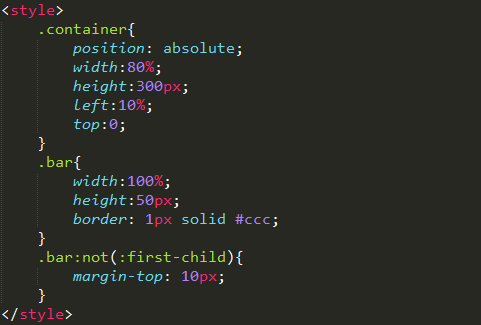 <style>
    .container{
        position: absolute;
        width:80%;
        height:300px;
        left:10%;
        top:0;
    }
    .bar{
        width:100%;
        height:50px;
        border: 1px solid #ccc;
    }
    .bar:not(:first-child){
        margin-top: 10px;
    }
</style>